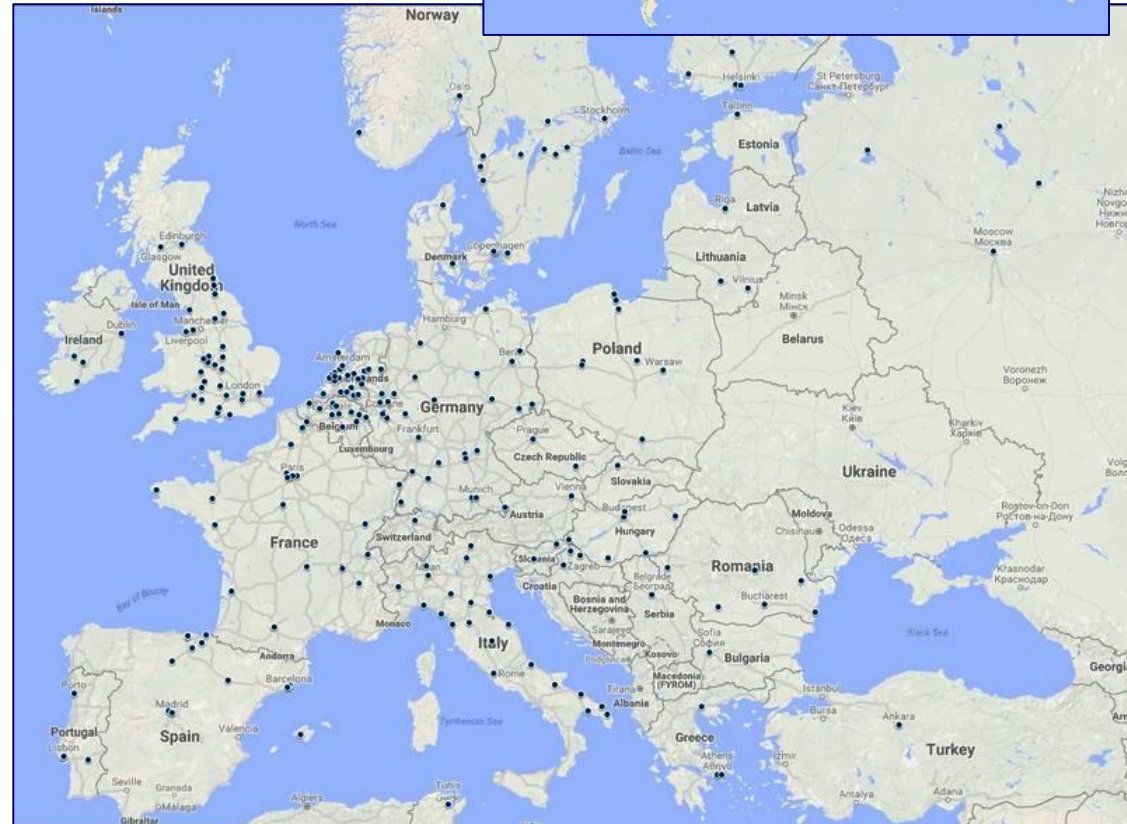 Islands
Norway
Oslo
Stockholm
Helsinki
St Petersburg
Санкт-Петербург
Tallinn
Estonia
Baltic Sea
Riga
Latvia
Moscow
Москва
North Sea
Edinburgh
Glasgow
United
Kingdom
Isle of Man
Copenhagen
Denmark
Lithuania
Vilnius
Minsk
Мінск
Belarus
Dublin
Ireland
Manchester
Liverpool
Hamburg
Poland
Warsaw
Voronezh
Воронеж
Amsterdam
London
Germany
Belgium
Frankfurt
Luxembourg
Prague
Czech Republic
Kiev
Київ
Kharkiv
Харків
Ukraine
Paris
Slovakia
Munich
Vienna
Austria
Budapest
Hungary
Moldova
Chisinau
Odessa
Одеса
Rostov-on-Don
Ростов-на-Дону
France
Switzerland
Slovenia
Zagreb
Milan
Croatia
Romania
Belgrade
Београд
Bucharest
Krasnodar
Краснодар
Bay of Biscay
Monaco
Bosnia and
Herzegovina
Sarajevo
Serbia
Montenegro
Kosovo
Sofia
София
Bulgaria
Black Sea
Italy
Andorra
Barcelona
Rome
Macedonia
(FYROM)
Tirana
Albania
Georgia
Istanbul
Bursa
Ankara
Porto
Madrid
Portugal
Spain
Valencia
Lisbon
Tyrrhenian Sea
Greece
Athens
Αθήνα
Izmir
Turkey
Seville
Granada
Málaga
Gibraltar
Algiers
Tunis
Antalya
Adana